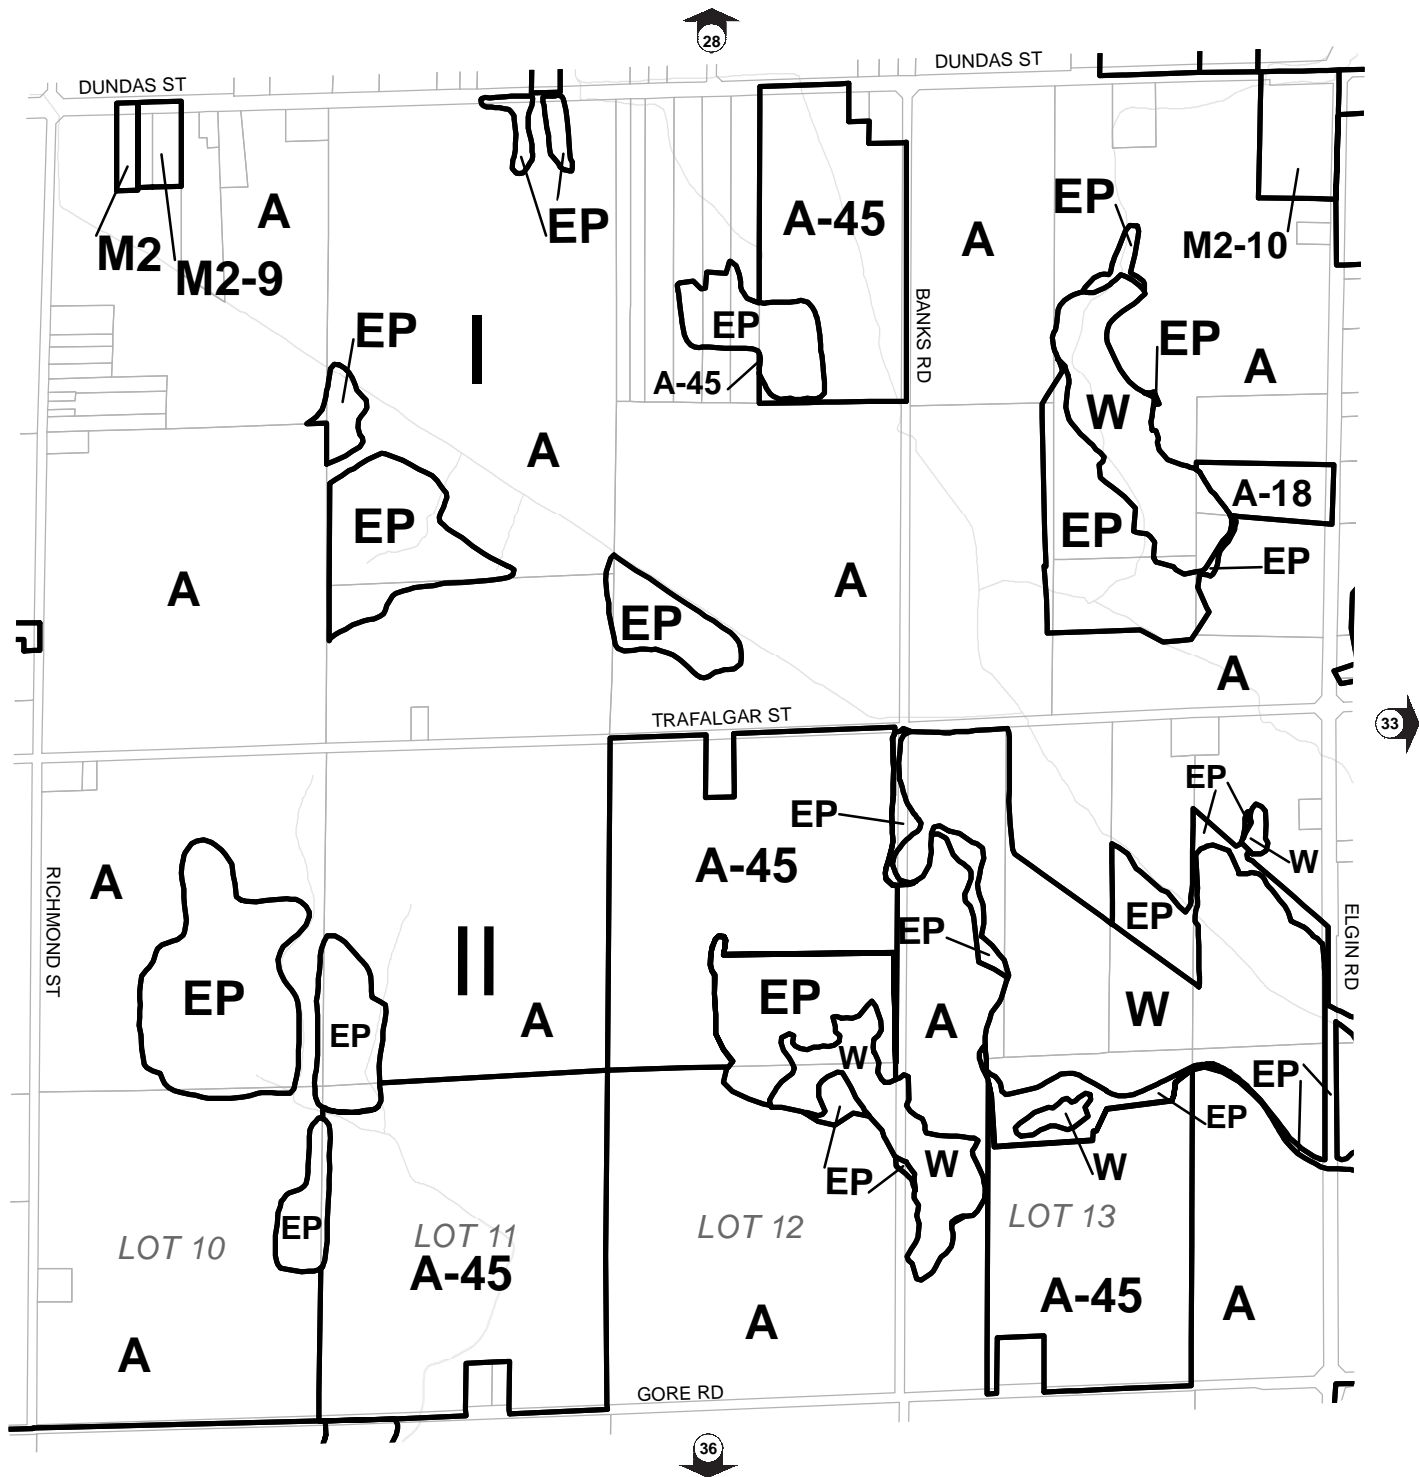 28
DUNDAS ST
DUNDAS ST
EP
A
EP
A-45
A
M2-10
M2
M2-9
BANKS RD
EP
EP
EP
I
A
A-45
W
A
A-18
EP
EP
EP
A
A
EP
A
TRAFALGAR ST
33
EP
EP
W
A-45
RICHMOND ST
A
ELGIN RD
EP
EP
II
EP
EP
A
A
W
EP
W
EP
EP
W
W
EP
EP
LOT 10
LOT 11
LOT 12
LOT 13
A-45
A-45
A
A
A
GORE RD
36